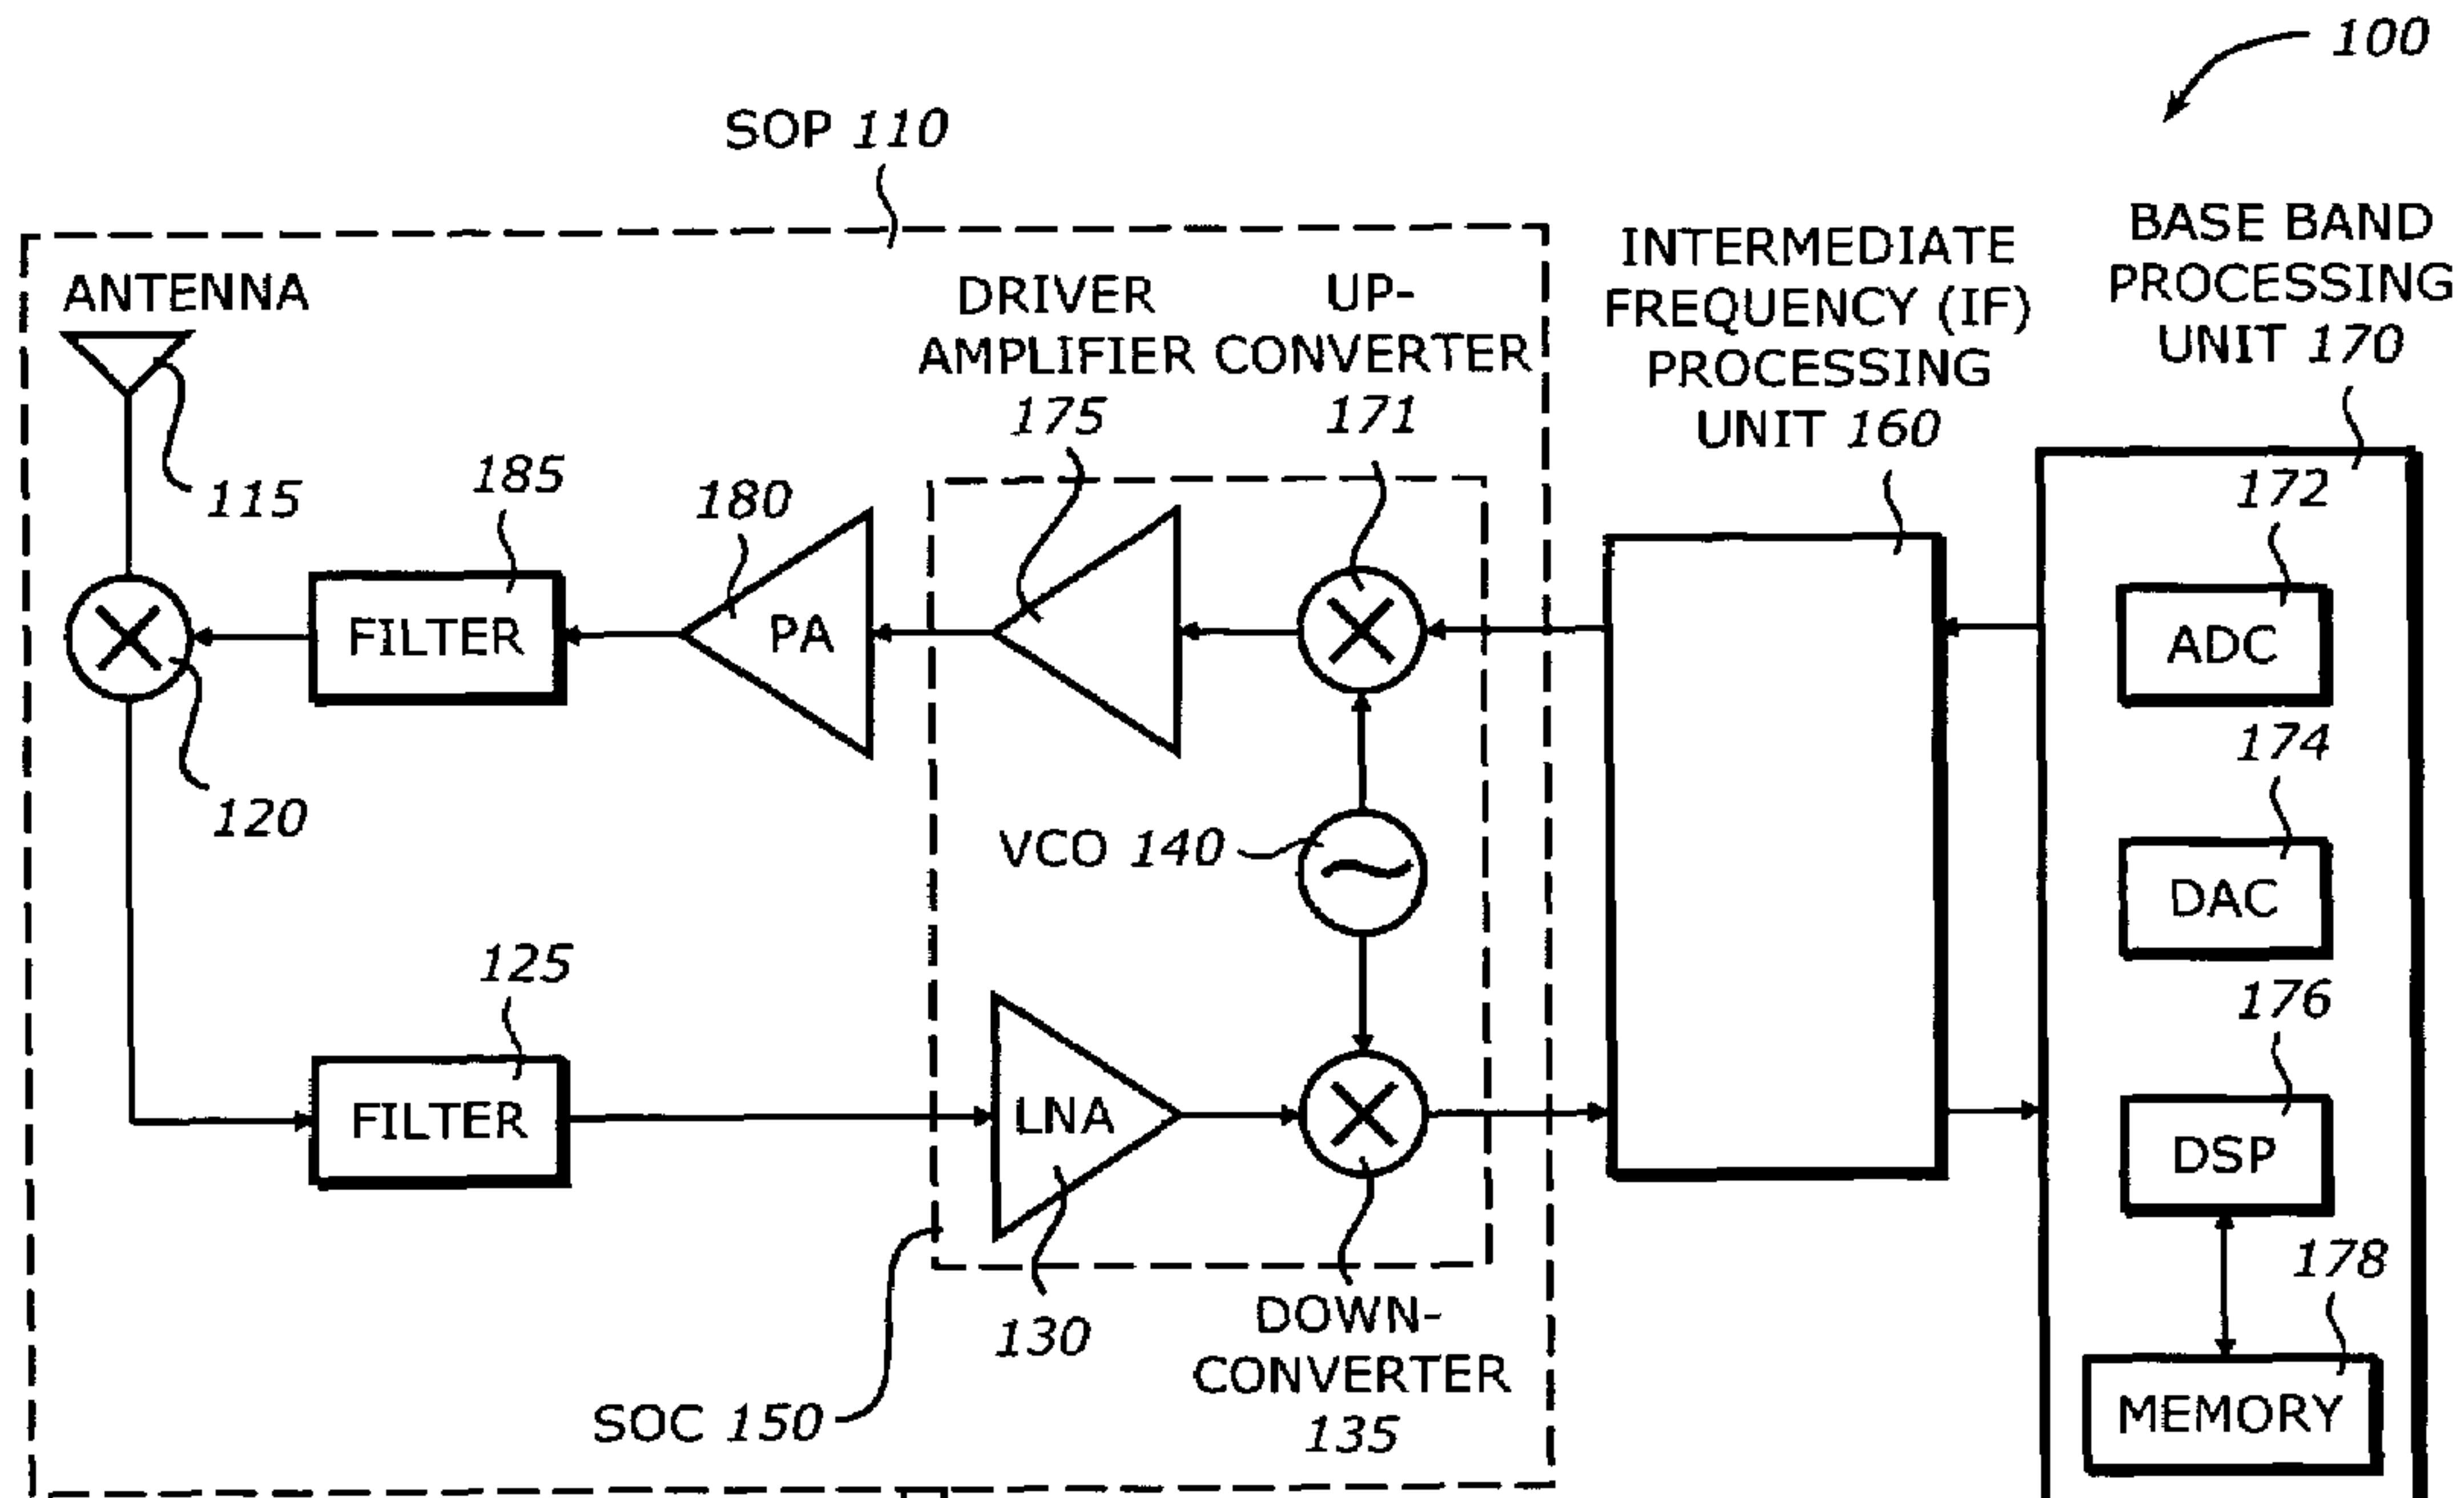 100
SOP 110
ANTENNA
115
185
180
DRIVER
AMPLIFIER
175
UP-
CONVERTER
171
INTERMEDIATE
FREQUENCY (IF)
PROCESSING
UNIT 160
BASE BAND
PROCESSING
UNIT 170
172
FILTER
PA
ADC
120
174
VCO 140
DAC
125
176
FILTER
LNA
DSP
130
178
DOWN-
CONVERTER
135
SOC 150
MEMORY